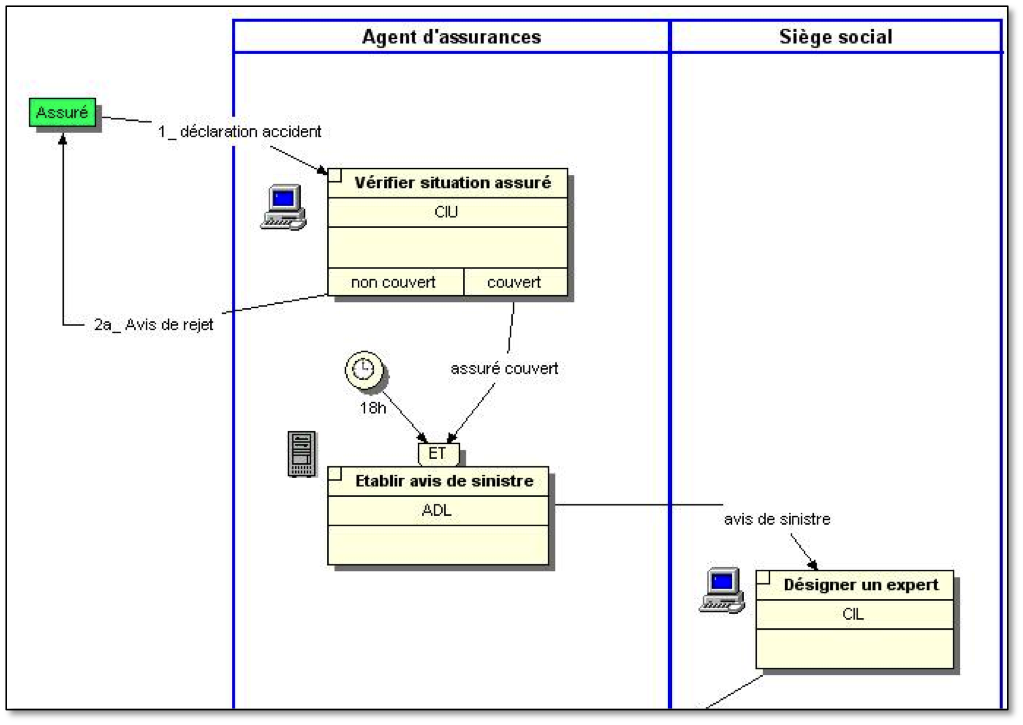 Agent d'assurances
Siège social
Assuré
1_ déclaration accident
Vérifier situation assuré
CIU
non couvert
couvert
2a_ Avis de rejet
assuré couvert
18h
ET
Etablir avis de sinistre
ADL
avis de sinistre
Désigner un expert
CIL